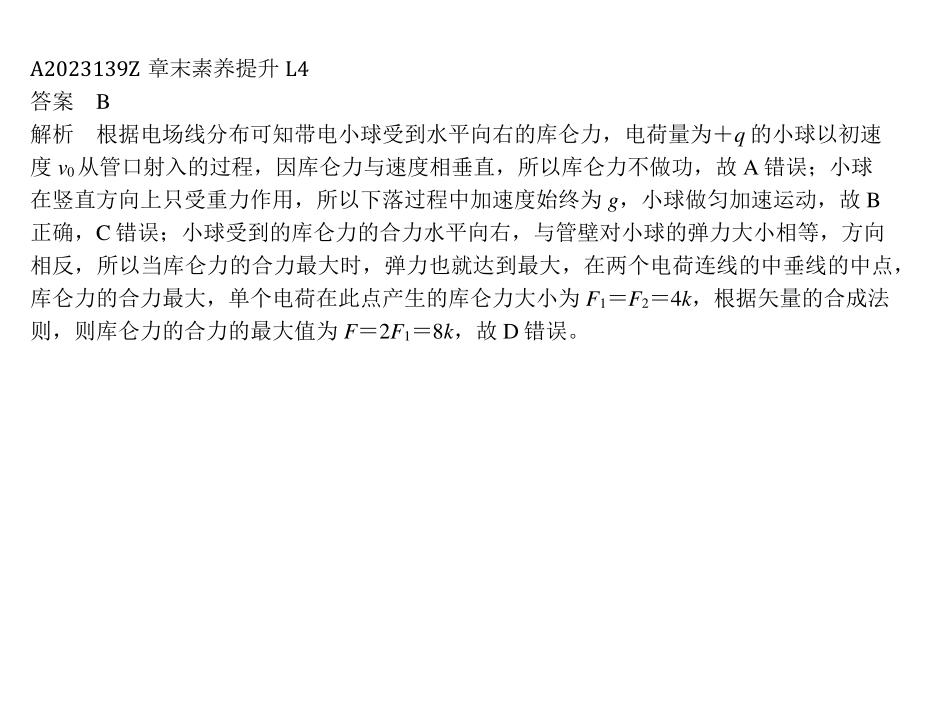 A2023139Z 章末素养提升 L4
答案　B
解析　根据电场线分布可知带电小球受到水平向右的库仑力，电荷量为＋q 的小球以初速
度 v₀从管口射入的过程，因库仑力与速度相垂直，所以库仑力不做功，故 A 错误；小球
在竖直方向上只受重力作用，所以下落过程中加速度始终为 g，小球做匀加速运动，故 B
正确，C 错误；小球受到的库仑力的合力水平向右，与管壁对小球的弹力大小相等，方向
相反，所以当库仑力的合力最大时，弹力也就达到最大，在两个电荷连线的中垂线的中点，
库仑力的合力最大，单个电荷在此点产生的库仑力大小为 F₁＝F₂＝4k，根据矢量的合成法
则，则库仑力的合力的最大值为 F＝2F₁＝8k，故 D 错误。